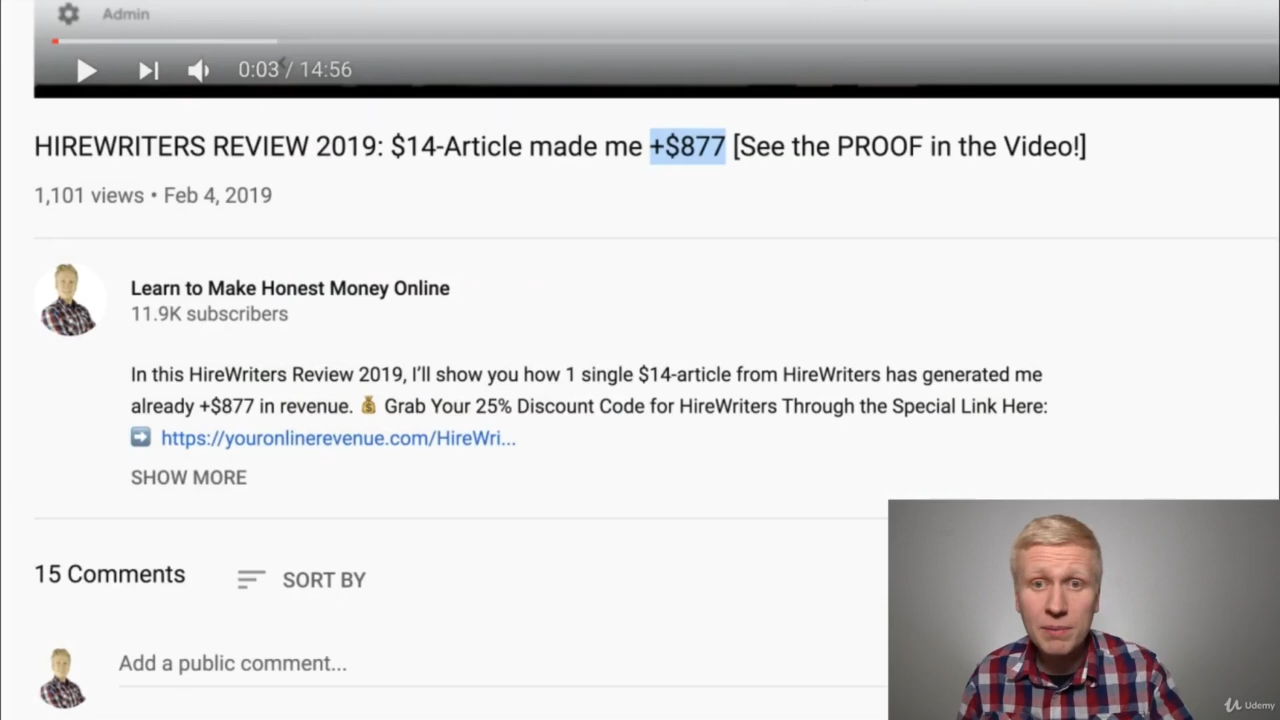 Admin
0:03 / 14:56
HIREWRITERS REVIEW 2019: $14-Article made me +$877 [See the PROOF in the Video!]
1,101 views • Feb 4, 2019
Learn to Make Honest Money Online
11.9K subscribers
In this HireWriters Review 2019, I'll show you how 1 single $14-article from HireWriters has generated me
already +$877 in revenue. 💰 Grab Your 25% Discount Code for HireWriters Through the Special Link Here:
➡️ https://youronlinerevenue.com/HireWri...
SHOW MORE
15 Comments
SORT BY
Add a public comment...
Udemy